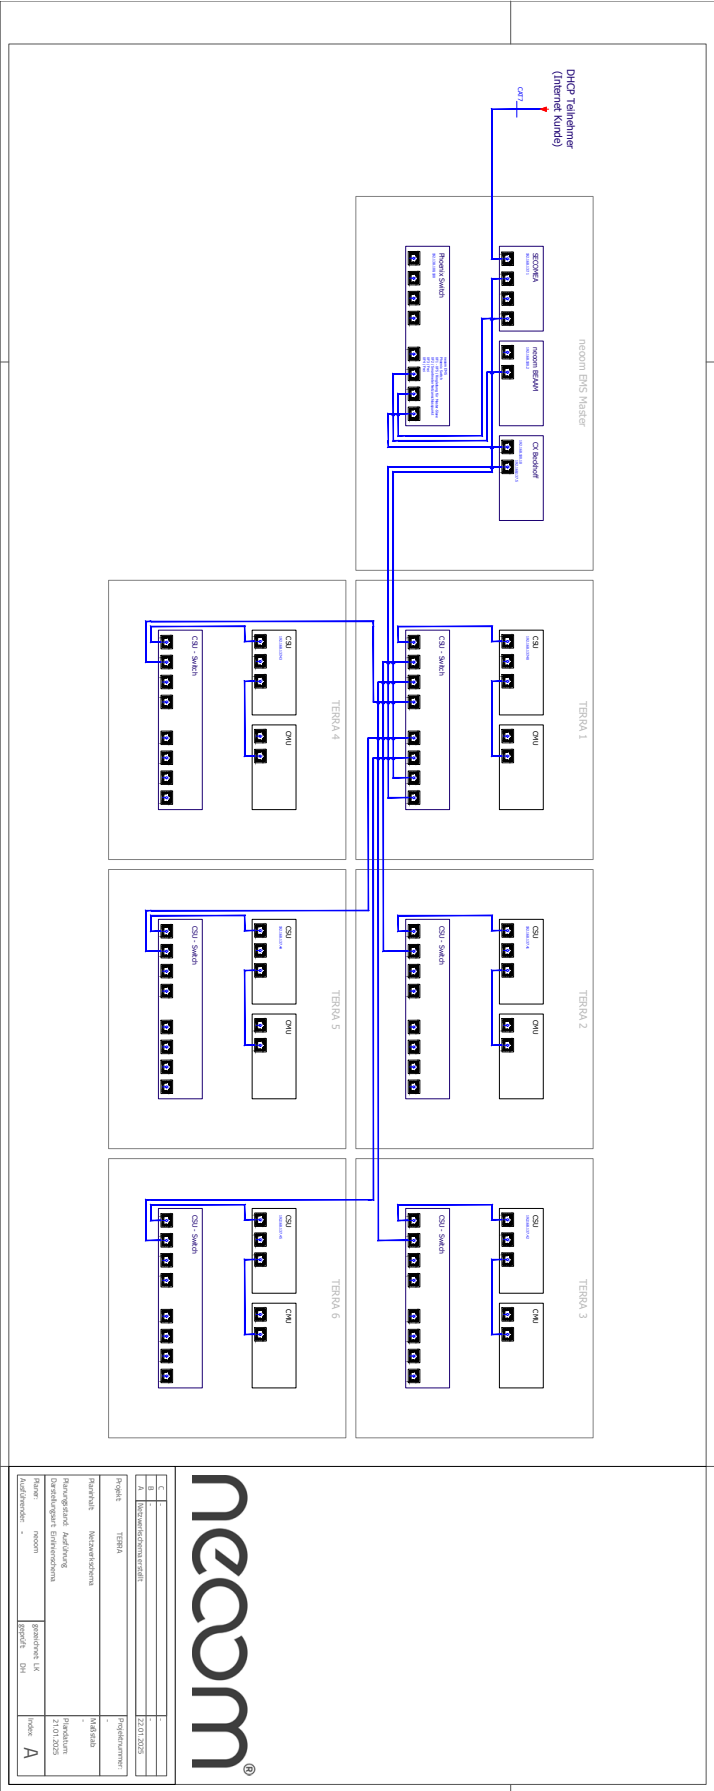 DHCP Teilnehmer
(Internet Kunde)
CAT7
neoom EMS Master
SECOMEA
neoom BEAAM
CX Beckhoff
Phoenix Switch
TERRA 1
CSU
CMU
CSU - Switch
TERRA 2
CSU
CMU
CSU - Switch
TERRA 3
CSU
CMU
CSU - Switch
TERRA 4
CSU
CMU
CSU - Switch
TERRA 5
CSU
CMU
CSU - Switch
TERRA 6
CSU
CMU
CSU - Switch
neoom®
C - -
B - -
A Netzwerkschema erstellt 22.01.2025
Projekt: TERRA Projektnummer:
-
Planinhalt: Netzwerkschema Maßstab:
-
Planungsstand: Ausführung Plandatum:
Darstellungsart: Einlinienschema 21.01.2025
Planer: neoom gezeichnet: LK Index:
Ausführender: - geprüft: DH A